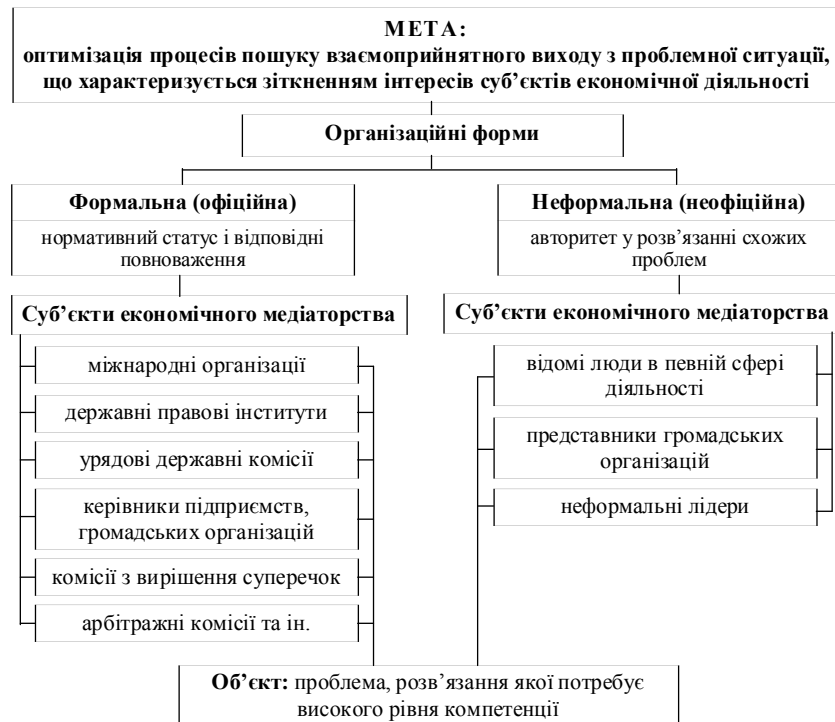 МЕТА:
оптимізація процесів пошуку взаємоприйнятного виходу з проблемної ситуації,
що характеризується зіткненням інтересів суб’єктів економічної діяльності
Організаційні форми
Формальна (офіційна)
нормативний статус і відповідні
повноваження
Суб’єкти економічного медіаторства
міжнародні організації
державні правові інститути
урядові державні комісії
керівники підприємств,
громадських організацій
комісії з вирішення суперечок
арбітражні комісії та ін.
Неформальна (неофіційна)
авторитет у розв’язанні схожих
проблем
Суб’єкти економічного медіаторства
відомі люди в певній сфері
діяльності
представники громадських
організацій
неформальні лідери
Об’єкт: проблема, розв’язання якої потребує
високого рівня компетенції